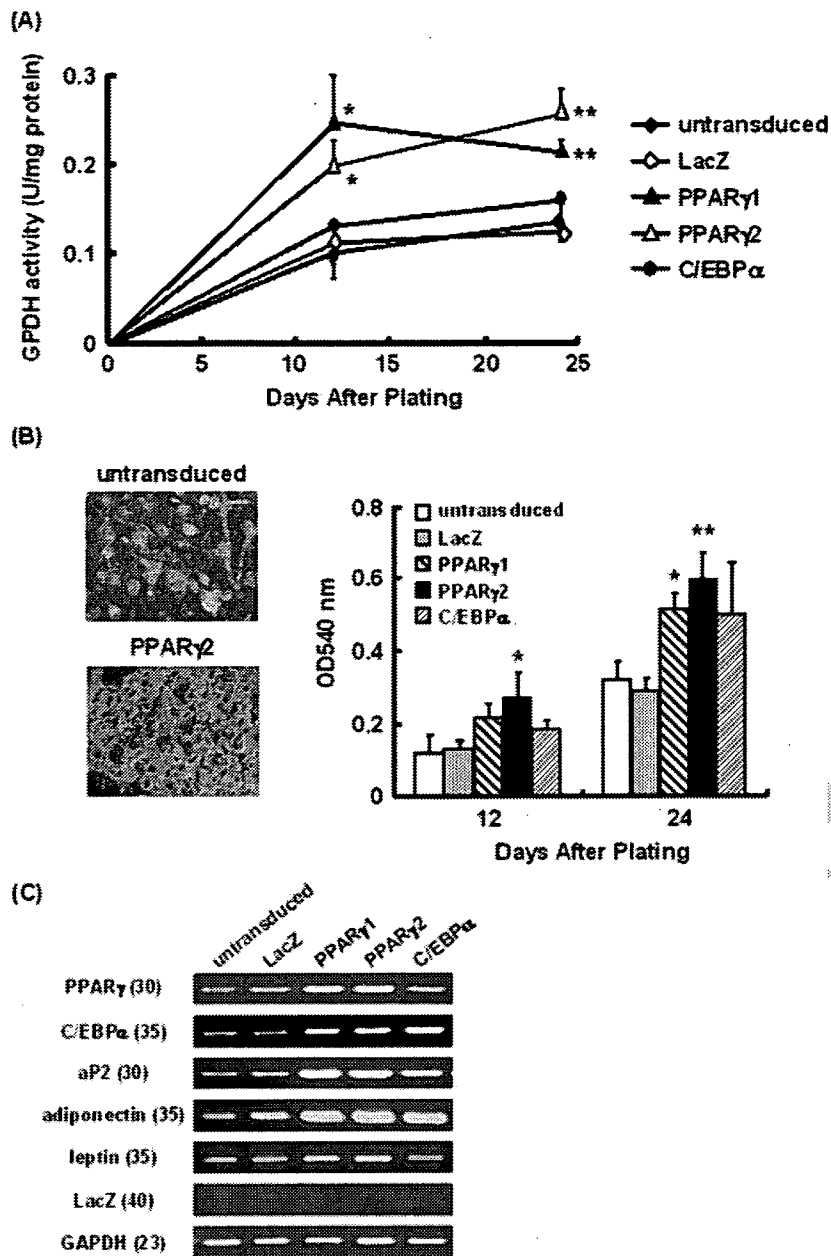 (A)
GPDH activity (U/mg protein)
0.3
0.2
0.1
0
* * ** **
0 5 10 15 20 25
Days After Plating
untransduced
LacZ
PPARγ1
PPARγ2
C/EBPα
(B)
untransduced
PPARγ2
OD540 nm
0.8
0.6
0.4
0.2
0
untransduced
LacZ
PPARγ1
PPARγ2
C/EBPα
* * **
12 24
Days After Plating
(C)
untransduced LacZ PPARγ1 PPARγ2 C/EBPα
PPARγ (30)
C/EBPα (35)
aP2 (30)
adiponectin (35)
leptin (35)
LacZ (40)
GAPDH (23)